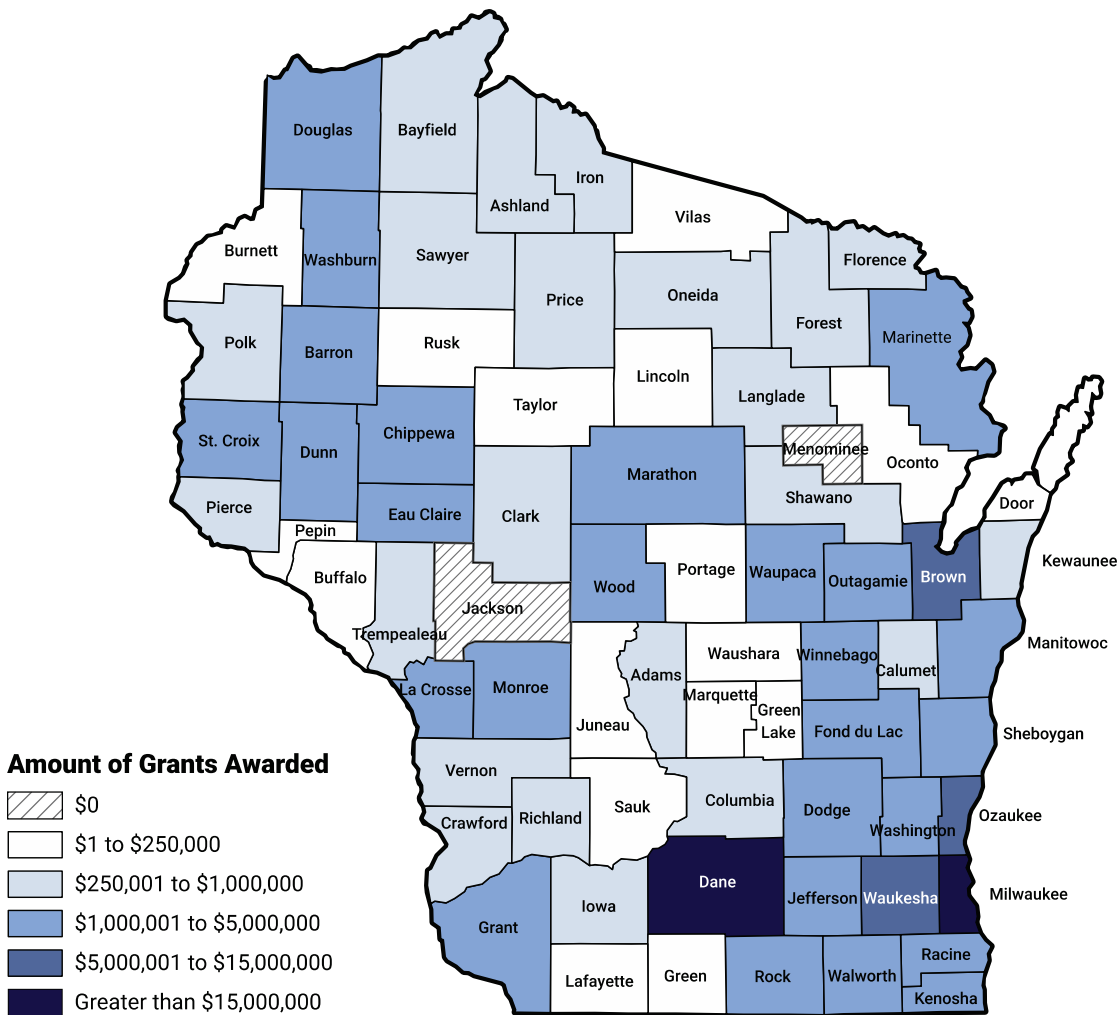 Douglas
Bayfield
Iron
Ashland
Vilas
Burnett
Washburn
Sawyer
Florence
Price
Oneida
Forest
Marinette
Polk
Barron
Rusk
Lincoln
Langlade
Taylor
St. Croix
Dunn
Chippewa
Menominee
Oconto
Marathon
Shawano
Door
Pierce
Eau Claire
Clark
Pepin
Buffalo
Wood
Portage
Waupaca
Outagamie
Brown
Kewaunee
Jackson
Trempealeau
Waushara
Winnebago
Calumet
Manitowoc
La Crosse
Monroe
Adams
Marquette
Green
Lake
Juneau
Fond du Lac
Sheboygan
Vernon
Sauk
Columbia
Dodge
Ozaukee
Crawford
Richland
Washington
Dane
Jefferson
Waukesha
Milwaukee
Grant
Iowa
Lafayette
Green
Rock
Walworth
Racine
Kenosha
Amount of Grants Awarded
$0
$1 to $250,000
$250,001 to $1,000,000
$1,000,001 to $5,000,000
$5,000,001 to $15,000,000
Greater than $15,000,000